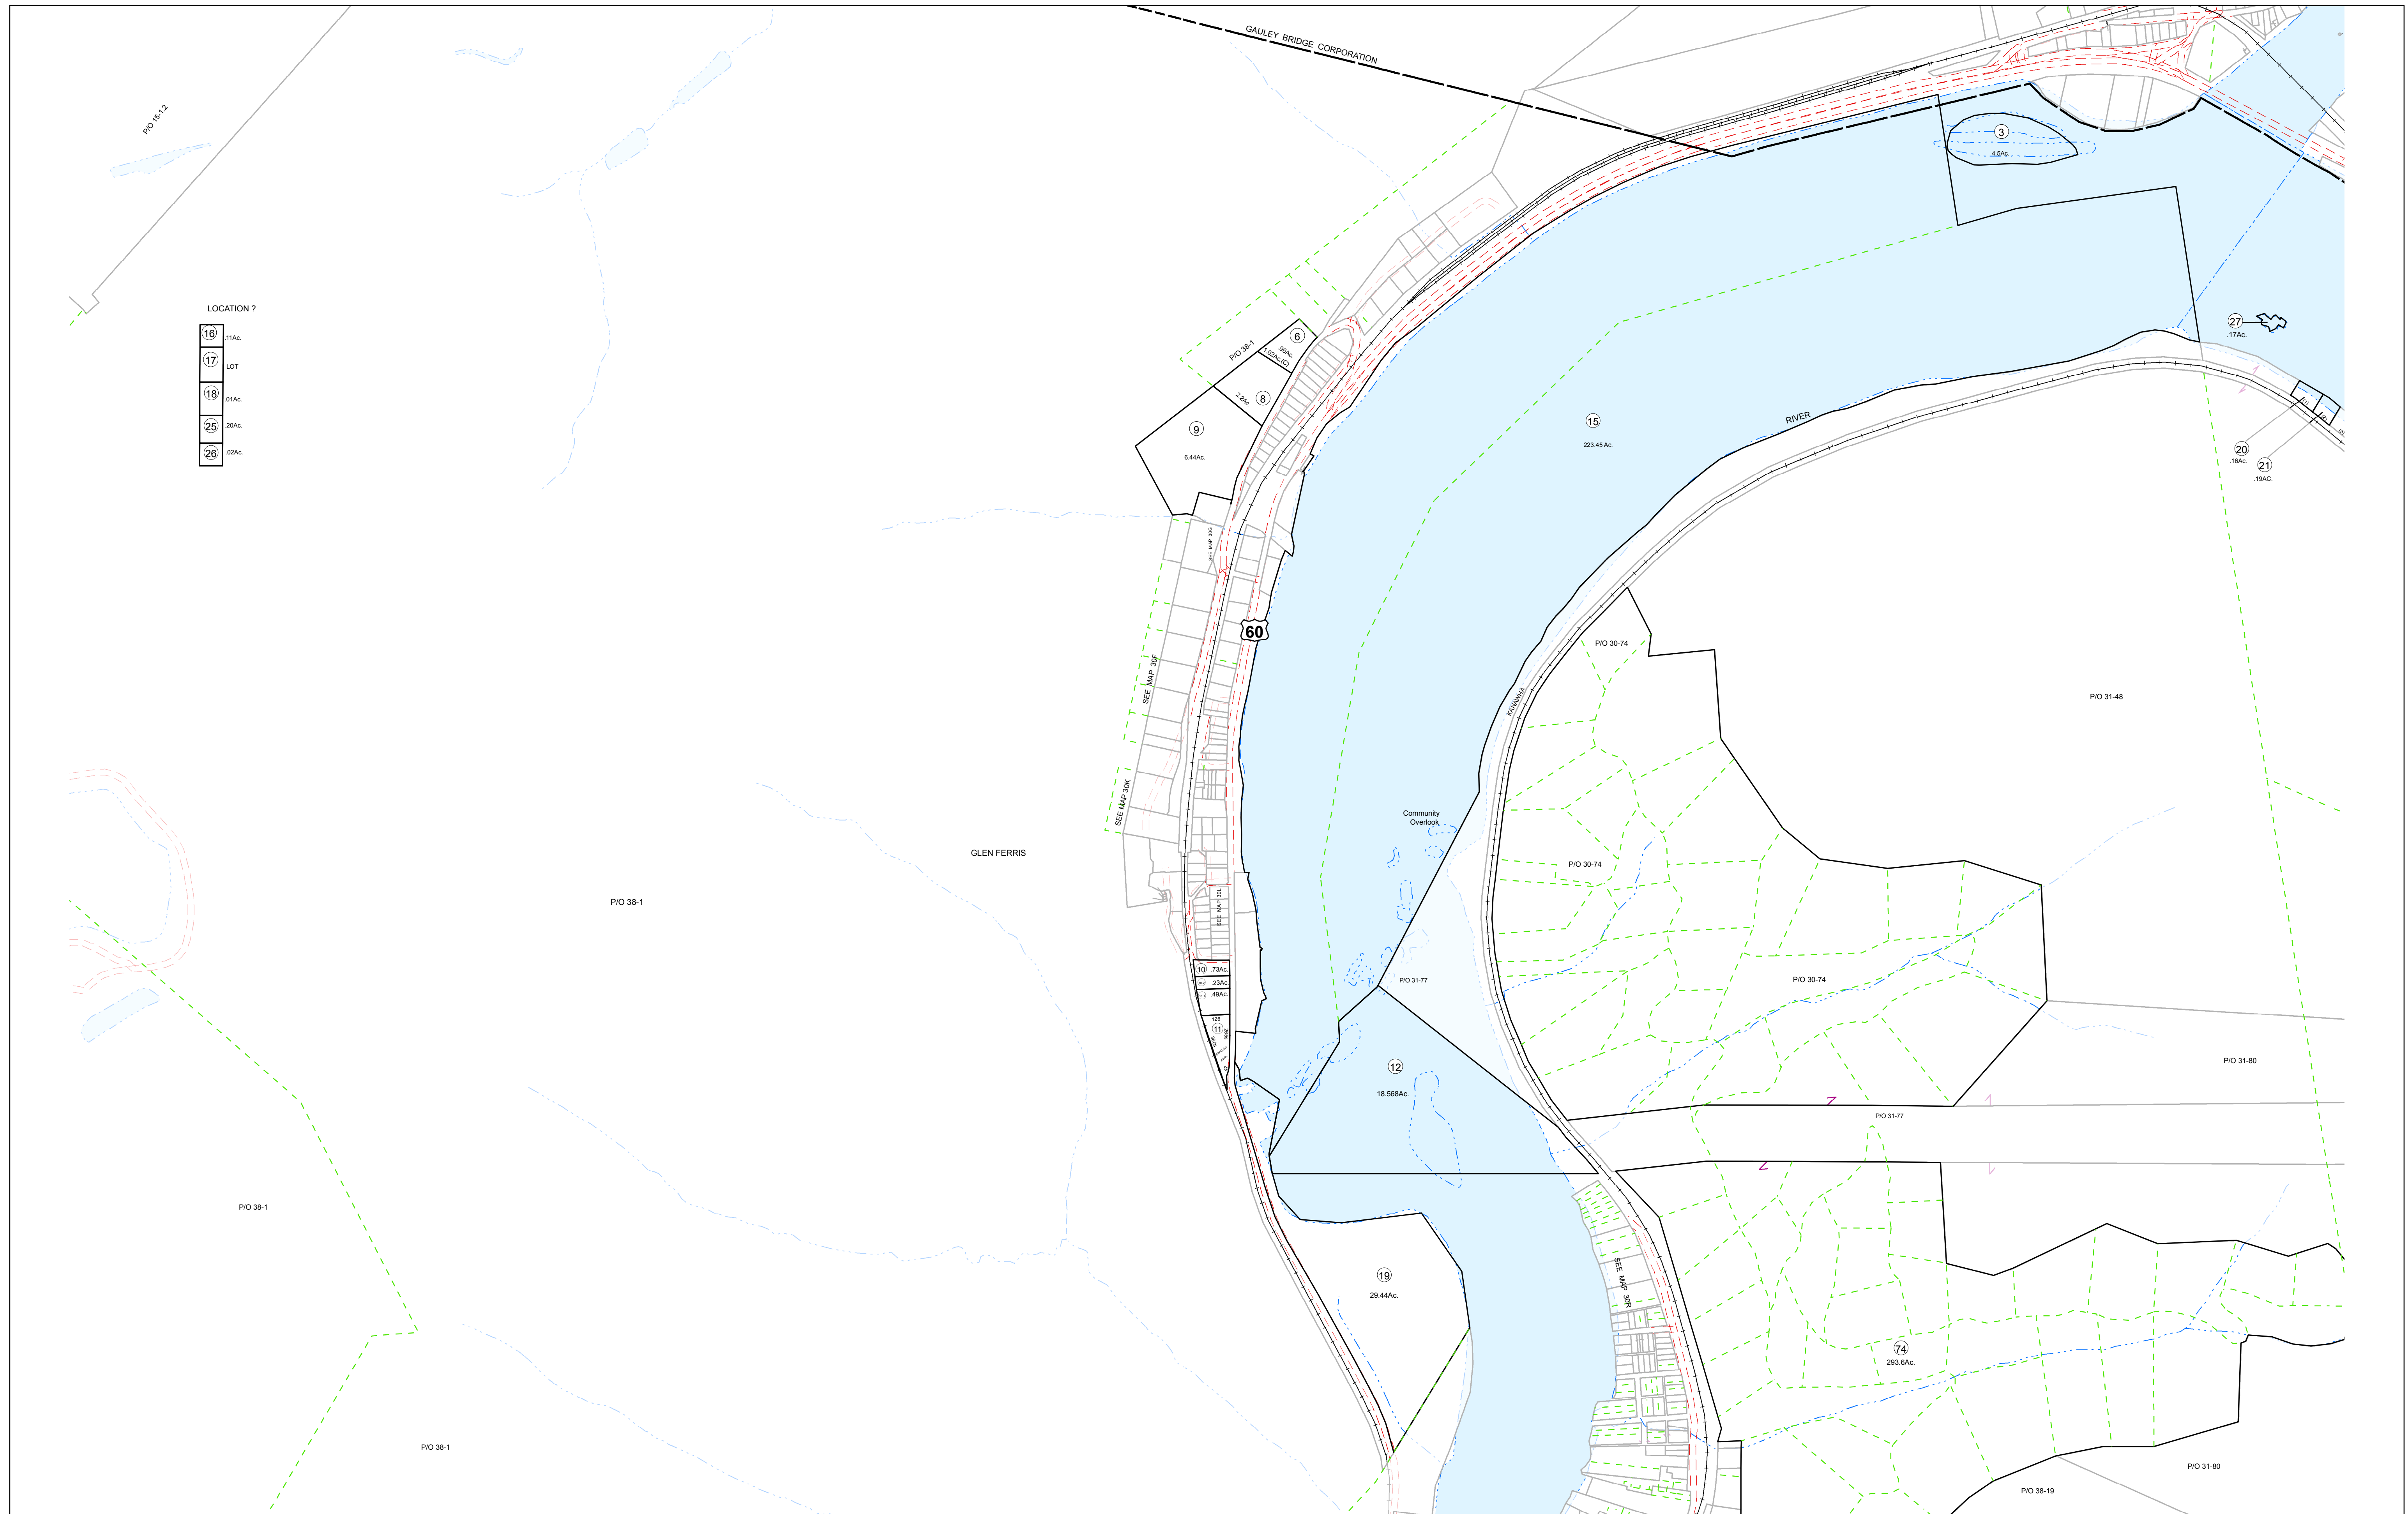 GAULEY BRIDGE CORPORATION
P/O 15-1.2
3
4.5Ac.
LOCATION ?
16
.11Ac.
17
LOT
18
.01Ac.
25
.20Ac.
26
.02Ac.
27
.17Ac.
6
.96Ac.
1.02Ac.(C)
P/O 38-1
8
2.2Ac.
9
6.44Ac.
15
223.45 Ac.
RIVER
20
.16Ac.
21
.19AC.
SEE MAP 30G
60
P/O 30-74
SEE MAP 30F
KANAWHA
P/O 31-48
SEE MAP 30K
Community
Overlook
GLEN FERRIS
P/O 30-74
P/O 38-1
SEE MAP 30L
10
.73Ac.
.23Ac.
.49Ac.
P/O 31-77
P/O 30-74
126
11
12
18.568Ac.
P/O 31-80
P/O 31-77
P/O 38-1
19
29.44Ac.
SEE MAP 30R
74
293.6Ac.
P/O 38-1
P/O 31-80
P/O 38-19